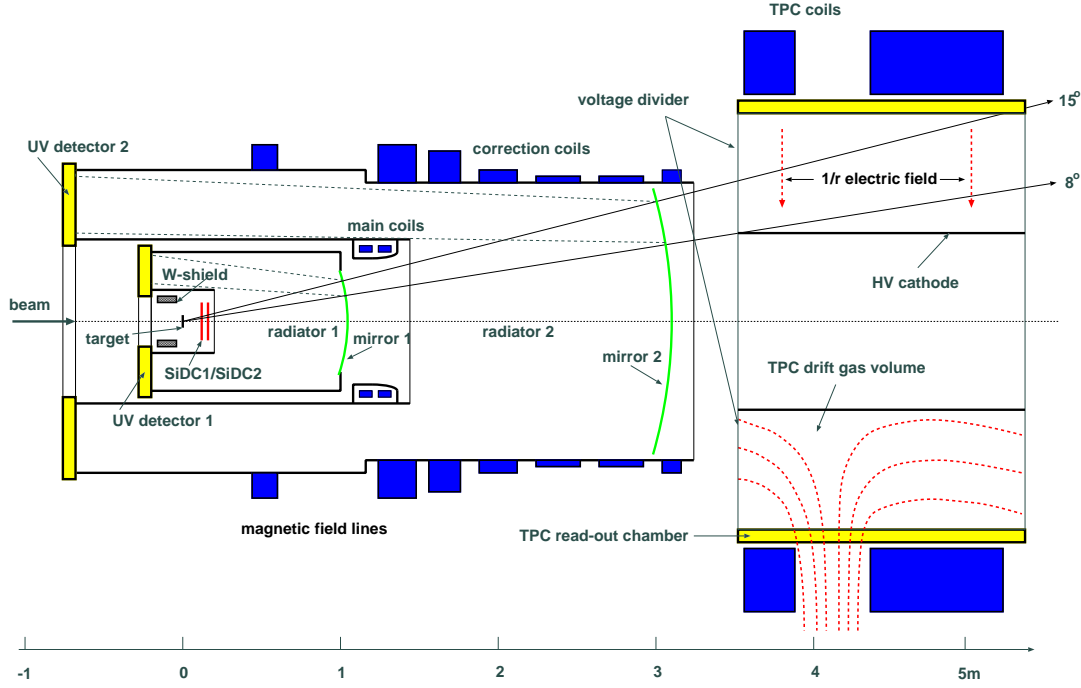 TPC coils
voltage divider
15°
UV detector 2
correction coils
1/r electric field
8°
main coils
W-shield
HV cathode
beam
target
radiator 1
mirror 1
radiator 2
mirror 2
SiDC1/SiDC2
TPC drift gas volume
UV detector 1
magnetic field lines
TPC read-out chamber
-1 0 1 2 3 4 5m